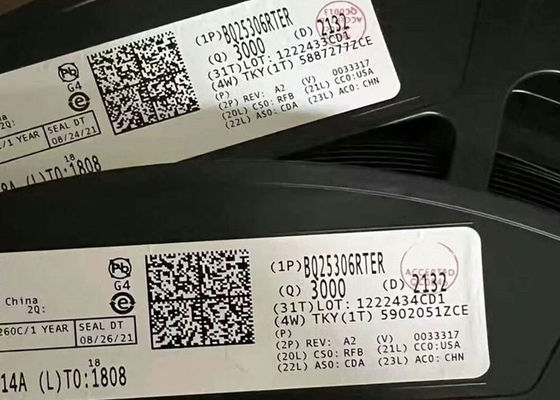 (1P)BQ25306RTER
(Q) 3000 (D) 2132
(31T)LOT: 1222433CD1
(4W) TKY(1T) 5887277ZCE
(P)
(2P) REV: A2 (V) 0033317
(20L) CSO: RFB (21L) CCO:USA
(22L) ASO: CDA (23L) ACO: CHN
Pb
G4
e
China
2Q:
/1 YEAR SEAL DT
08/24/21
18
(L)TO:1808
(1P)BQ25306RTER
ACCEPTED
(Q) 3000 (D) 2132
(31T)LOT: 1222434CD1
(4W) TKY(1T) 5902051ZCE
(P)
(2P) REV: A2 (V) 0033317
(20L) CSO: RFB (21L) CCO:USA
(22L) ASO: CDA (23L) ACO: CHN
Pb
G4
e
China
2Q:
260C/1 YEAR SEAL DT
08/26/21
18
14A (L)TO:1808